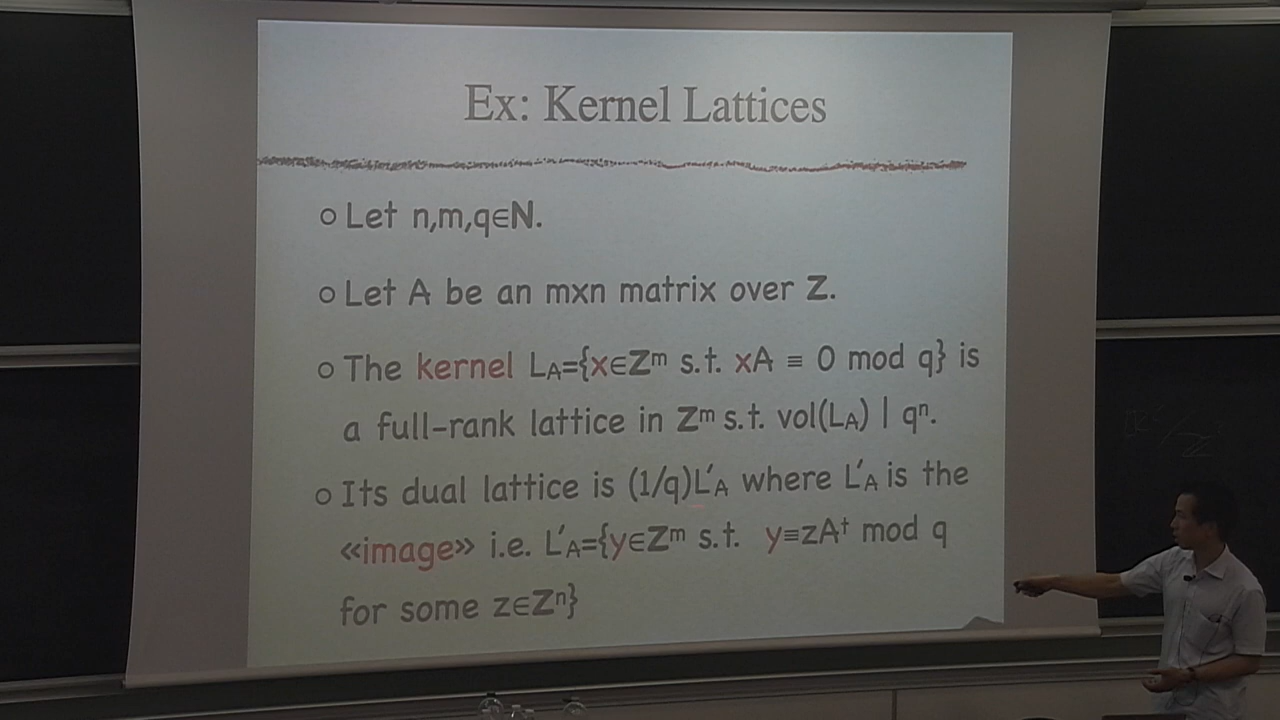 Ex: Kernel Lattices
○ Let n,m,q∈N.
○ Let A be an mxn matrix over Z.
○ The kernel L_A={x∈Z^m s.t. xA ≡ 0 mod q} is
a full-rank lattice in Z^m s.t. vol(L_A) | q^n.
○ Its dual lattice is (1/q)L′_A where L′_A is the
«image» i.e. L′_A={y∈Z^m s.t. y≡zA^t mod q
for some z∈Z^n}